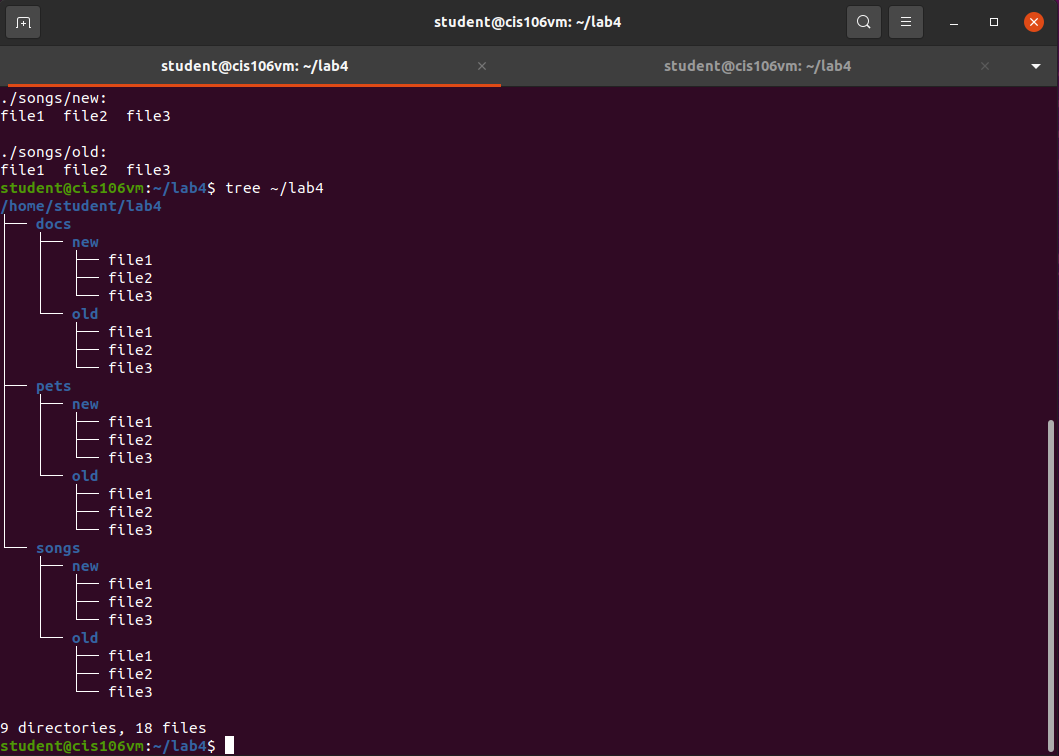 student@cis106vm: ~/lab4
student@cis106vm: ~/lab4
student@cis106vm: ~/lab4
./songs/new:
file1  file2  file3

./songs/old:
file1  file2  file3
student@cis106vm:~/lab4$ tree ~/lab4
/home/student/lab4
├── docs
│   ├── new
│   │   ├── file1
│   │   ├── file2
│   │   └── file3
│   └── old
│       ├── file1
│       ├── file2
│       └── file3
├── pets
│   ├── new
│   │   ├── file1
│   │   ├── file2
│   │   └── file3
│   └── old
│       ├── file1
│       ├── file2
│       └── file3
└── songs
    ├── new
    │   ├── file1
    │   ├── file2
    │   └── file3
    └── old
        ├── file1
        ├── file2
        └── file3

9 directories, 18 files
student@cis106vm:~/lab4$